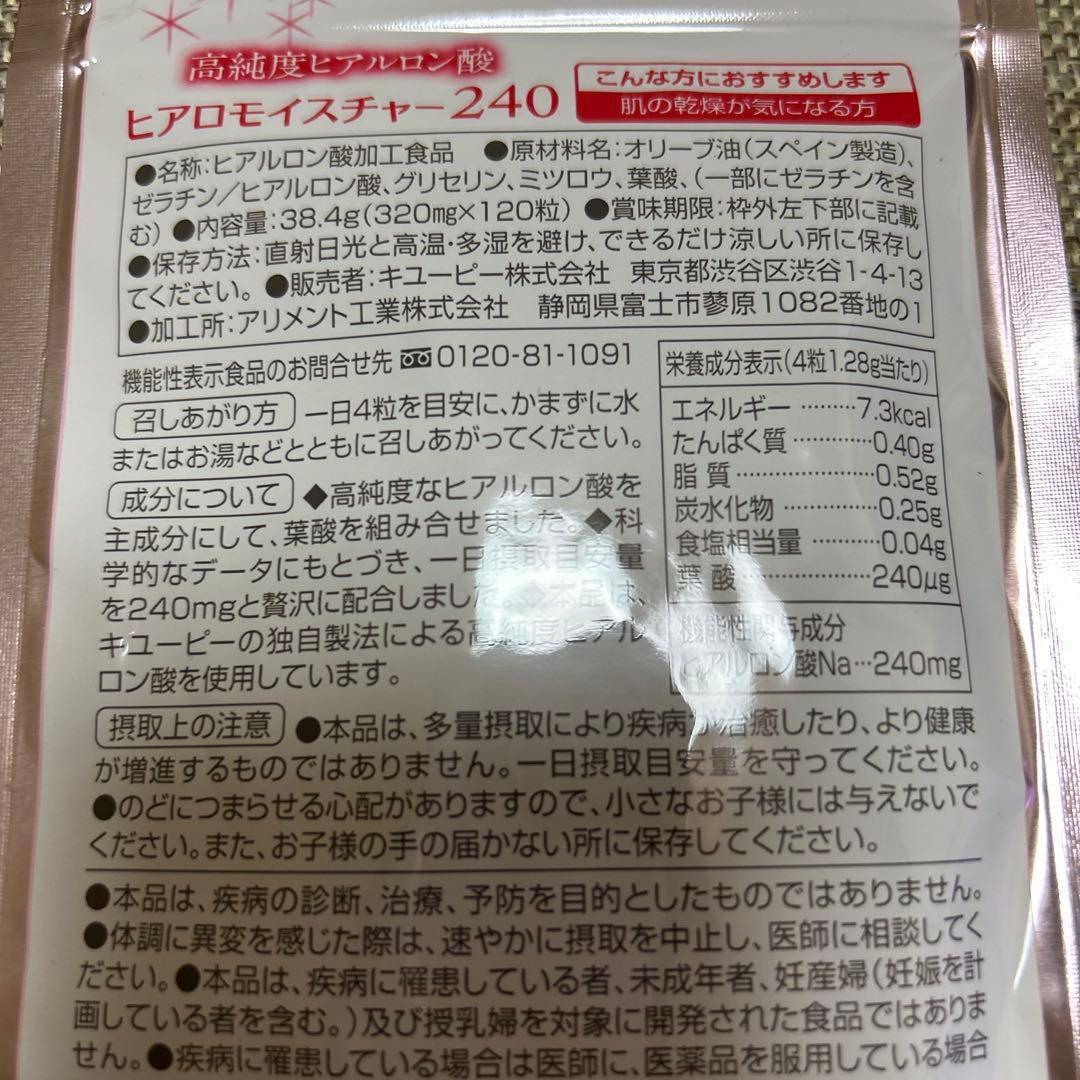 高純度ヒアルロン酸
ヒアロモイスチャー240
こんな方におすすめします
肌の乾燥が気になる方
●名称:ヒアルロン酸加工食品 ●原材料名:オリーブ油(スペイン製造)、
ゼラチン/ヒアルロン酸、グリセリン、ミツロウ、葉酸、(一部にゼラチンを含
む) ●内容量:38.4g(320mg×120粒) ●賞味期限:枠外左下部に記載
●保存方法:直射日光と高温・多湿を避け、できるだけ涼しい所に保存し
てください。 ●販売者:キユーピー株式会社 東京都渋谷区渋谷1-4-13
●加工所:アリメント工業株式会社 静岡県富士市蓼原1082番地の1
機能性表示食品のお問合せ先 0120-81-1091
召しあがり方 一日4粒を目安に、かまずに水
またはお湯などとともに召しあがってください。
成分について ◆高純度なヒアルロン酸を
主成分にして、葉酸を組み合せました。◆科
学的なデータにもとづき、一日摂取目安量
を240mgと贅沢に配合しました。◆本品は、
キユーピーの独自製法による高純度ヒアル
ロン酸を使用しています。
栄養成分表示(4粒1.28g当たり)
エネルギー………7.3kcal
たんぱく質…………0.40g
脂 質………………0.52g
炭水化物…………0.25g
食塩相当量………0.04g
葉 酸………………240μg
機能性関与成分
ヒアルロン酸Na…240mg
摂取上の注意 ●本品は、多量摂取により疾病が治癒したり、より健康
が増進するものではありません。一日摂取目安量を守ってください。
●のどにつまらせる心配がありますので、小さなお子様には与えないで
ください。また、お子様の手の届かない所に保存してください。
●本品は、疾病の診断、治療、予防を目的としたものではありません。
●体調に異変を感じた際は、速やかに摂取を中止し、医師に相談してく
ださい。●本品は、疾病に罹患している者、未成年者、妊産婦(妊娠を計
画している者を含む。)及び授乳婦を対象に開発された食品ではありま
せん。●疾病に罹患している場合は医師に、医薬品を服用している場合